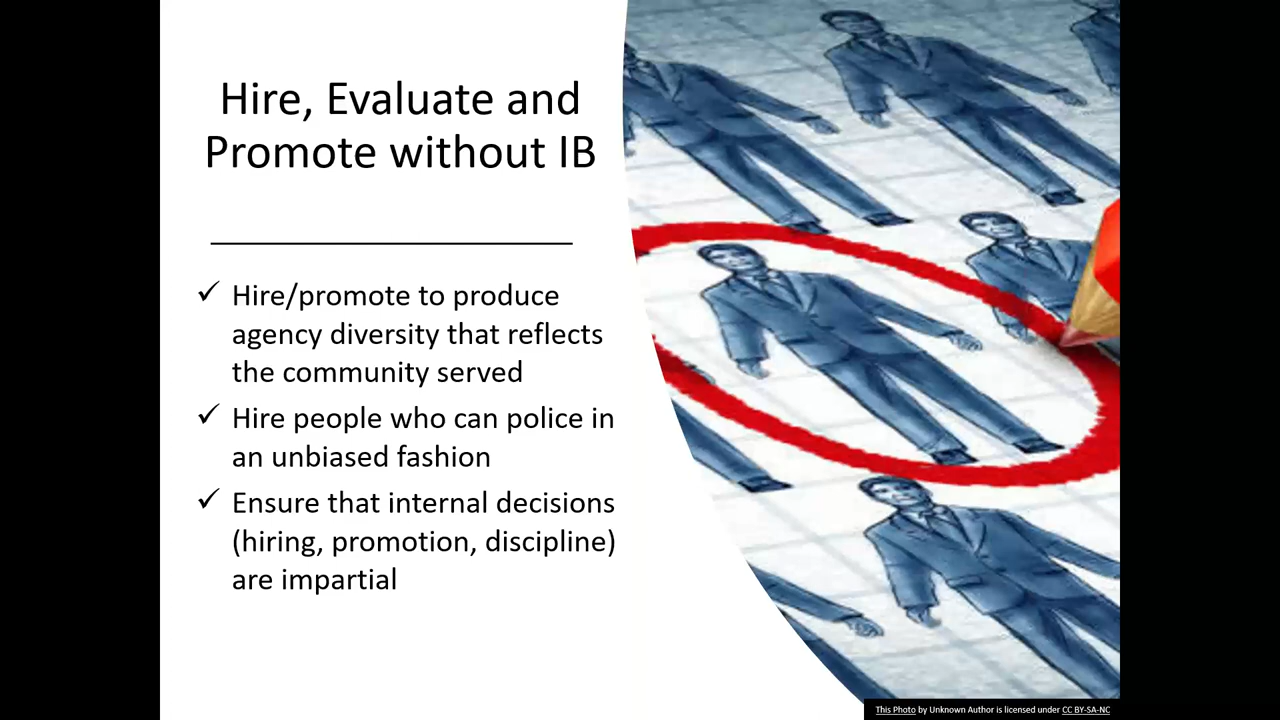 Hire, Evaluate and
Promote without IB
✓ Hire/promote to produce
agency diversity that reflects
the community served
✓ Hire people who can police in
an unbiased fashion
✓ Ensure that internal decisions
(hiring, promotion, discipline)
are impartial
This Photo by Unknown Author is licensed under CC BY-SA-NC